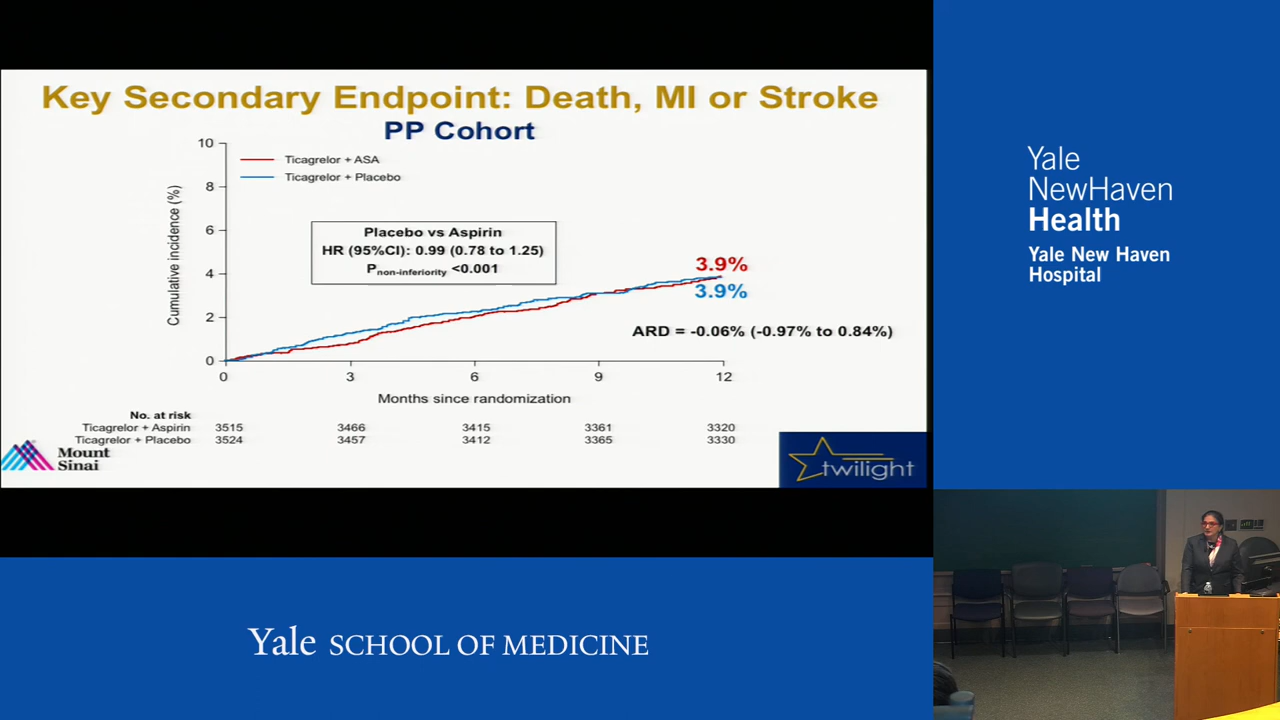 Key Secondary Endpoint: Death, MI or Stroke
PP Cohort
Ticagrelor + ASA
Ticagrelor + Placebo
Cumulative incidence (%)
10
8
6
4
2
0
Placebo vs Aspirin
HR (95%CI): 0.99 (0.78 to 1.25)
Pnon-inferiority <0.001
3.9%
3.9%
ARD = -0.06% (-0.97% to 0.84%)
0 3 6 9 12
Months since randomization
No. at risk
Ticagrelor + Aspirin 3515 3466 3415 3361 3320
Ticagrelor + Placebo 3524 3457 3412 3365 3330
Mount
Sinai
twilight
Yale
NewHaven
Health
Yale New Haven
Hospital
Yale SCHOOL OF MEDICINE